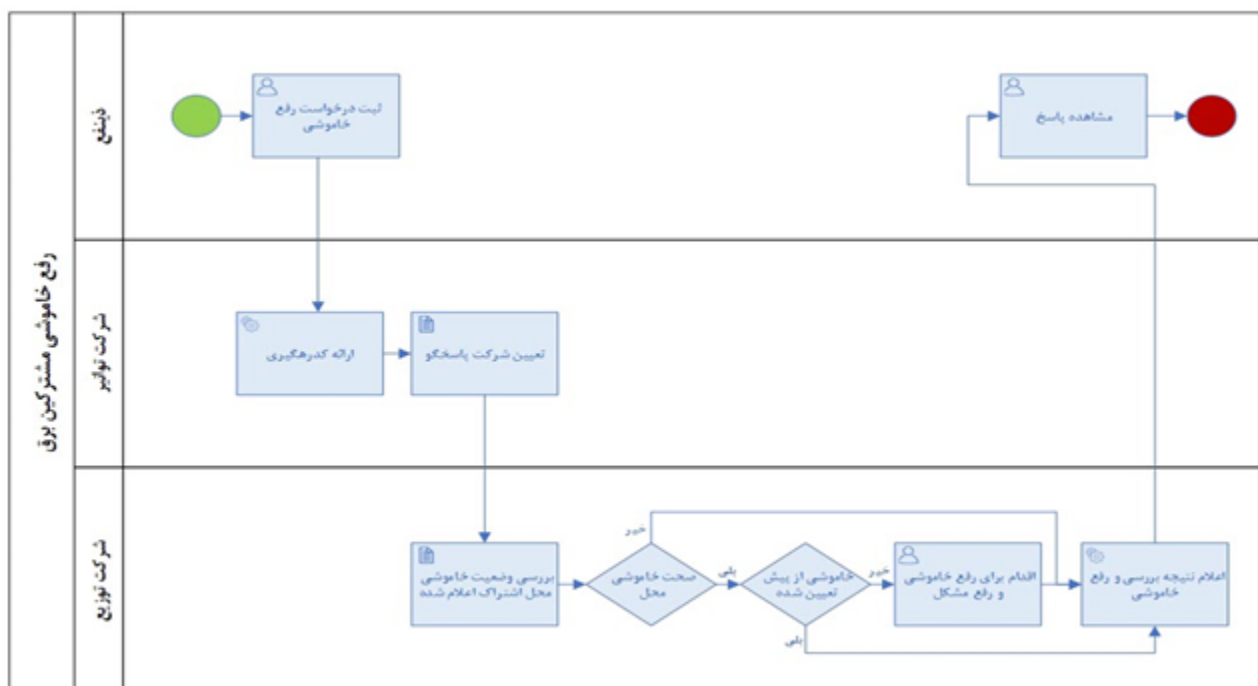 رفع خاموشی مشترکین برق
ذینفع
ثبت درخواست رفع
خاموشی
مشاهده پاسخ
شرکت توانیر
ارائه کدرهگیری
تعیین شرکت پاسخگو
شرکت توزیع
بررسی وضعیت خاموشی
محل اشتراک اعلام شده
صحت خاموشی
محل
خیر
بلی
خاموشی از پیش
تعیین شده
خیر
بلی
اقدام برای رفع خاموشی
و رفع مشکل
اعلام نتیجه بررسی و رفع
خاموشی